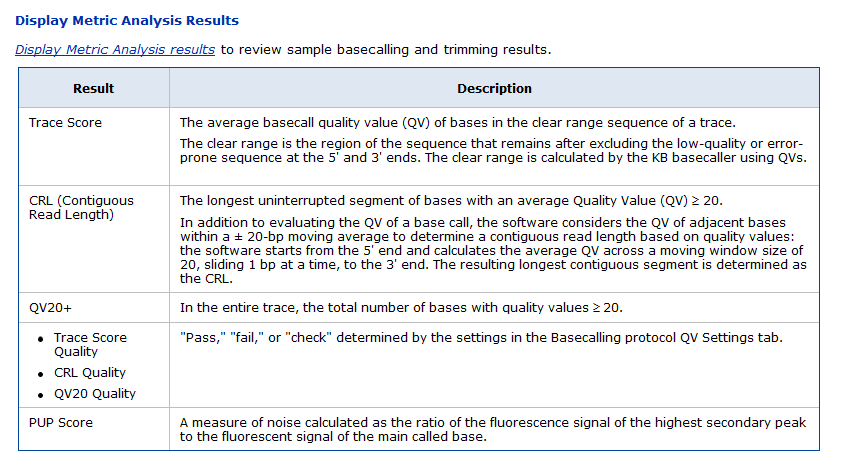 Display Metric Analysis Results
Display Metric Analysis results to review sample basecalling and trimming results.
Result
Description
Trace Score
The average basecall quality value (QV) of bases in the clear range sequence of a trace.
The clear range is the region of the sequence that remains after excluding the low-quality or error-
prone sequence at the 5' and 3' ends. The clear range is calculated by the KB basecaller using QVs.
CRL (Contiguous
Read Length)
The longest uninterrupted segment of bases with an average Quality Value (QV) ≥ 20.
In addition to evaluating the QV of a base call, the software considers the QV of adjacent bases
within a ± 20-bp moving average to determine a contiguous read length based on quality values:
the software starts from the 5' end and calculates the average QV across a moving window size of
20, sliding 1 bp at a time, to the 3' end. The resulting longest contiguous segment is determined as
the CRL.
QV20+
In the entire trace, the total number of bases with quality values ≥ 20.
• Trace Score
Quality
• CRL Quality
• QV20 Quality
"Pass," "fail," or "check" determined by the settings in the Basecalling protocol QV Settings tab.
PUP Score
A measure of noise calculated as the ratio of the fluorescence signal of the highest secondary peak
to the fluorescent signal of the main called base.